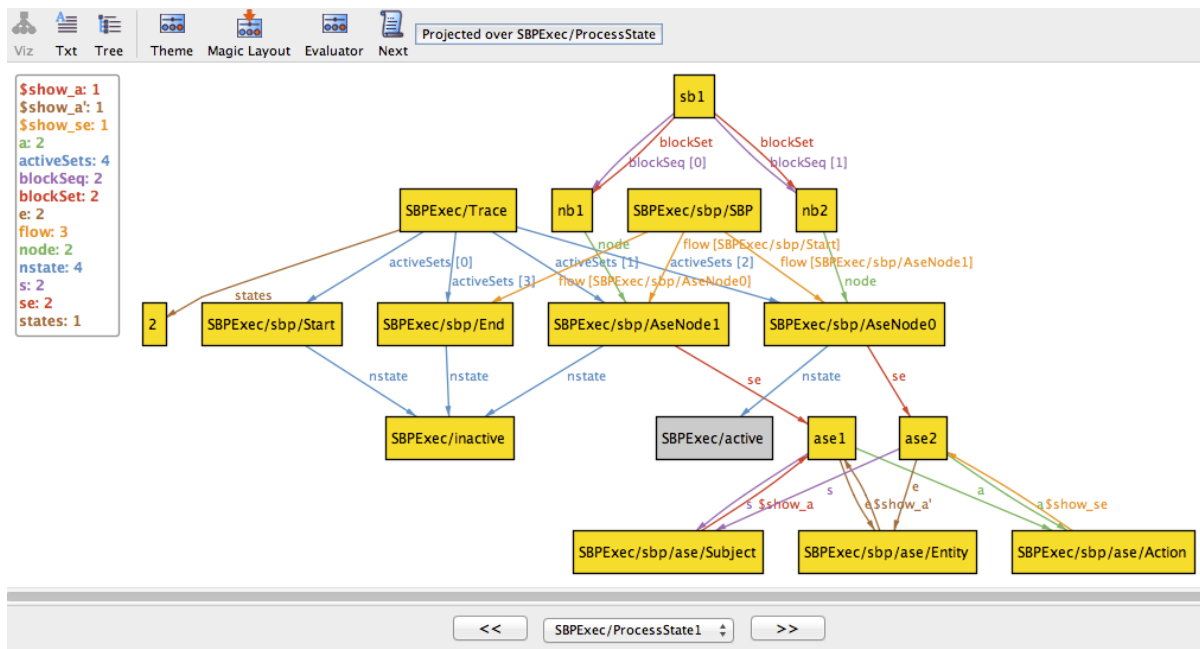 Viz Txt Tree Theme Magic Layout Evaluator Next Projected over SBPExec/ProcessState
$show_a: 1
$show_a': 1
$show_se: 1
a: 2
activeSets: 4
blockSeq: 2
blockSet: 2
e: 2
flow: 3
node: 2
nstate: 4
s: 2
se: 2
states: 1
sb1
blockSet blockSet
blockSeq [0] blockSeq [1]
SBPExec/Trace nb1 SBPExec/sbp/SBP nb2
node flow [SBPExec/sbp/Start]
activeSets [0] activeSets [1] activeSets [2] flow [SBPExec/sbp/AseNode1]
activeSets [3] flow [SBPExec/sbp/AseNode0] node
states
2 SBPExec/sbp/Start SBPExec/sbp/End SBPExec/sbp/AseNode1 SBPExec/sbp/AseNode0
nstate nstate nstate se nstate se
SBPExec/inactive SBPExec/active ase1 ase2
s e a
s $show_a e $show_a' a $show_se
SBPExec/sbp/ase/Subject SBPExec/sbp/ase/Entity SBPExec/sbp/ase/Action
<< SBPExec/ProcessState1 >>